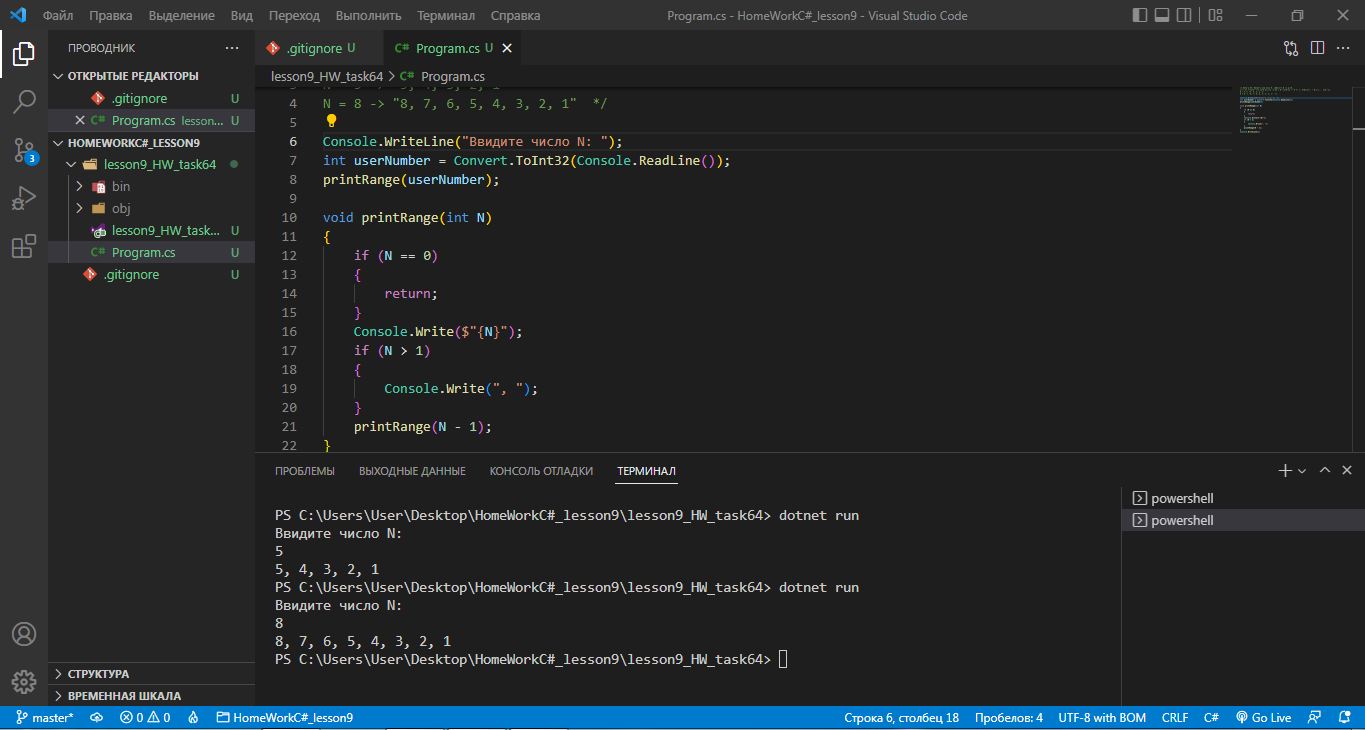 Файл Правка Выделение Вид Переход Выполнить Терминал Справка Program.cs - HomeWorkC#_lesson9 - Visual Studio Code
ПРОВОДНИК ...
ОТКРЫТЫЕ РЕДАКТОРЫ
.gitignore U
C# Program.cs lesson... U
HOMEWORKC#_LESSON9
lesson9_HW_task64
bin
obj
lesson9_HW_task... U
C# Program.cs U
.gitignore U
3
СТРУКТУРА
ВРЕМЕННАЯ ШКАЛА
.gitignore U C# Program.cs U
lesson9_HW_task64 > C# Program.cs
4 N = 8 -> "8, 7, 6, 5, 4, 3, 2, 1" */
5
6 Console.WriteLine("Ввидите число N: ");
7 int userNumber = Convert.ToInt32(Console.ReadLine());
8 printRange(userNumber);
9
10 void printRange(int N)
11 {
12 if (N == 0)
13 {
14 return;
15 }
16 Console.Write($"{N}");
17 if (N > 1)
18 {
19 Console.Write(", ");
20 }
21 printRange(N - 1);
22 }
ПРОБЛЕМЫ ВЫХОДНЫЕ ДАННЫЕ КОНСОЛЬ ОТЛАДКИ ТЕРМИНАЛ
PS C:\Users\User\Desktop\HomeWorkC#_lesson9\lesson9_HW_task64> dotnet run
Ввидите число N:
5
5, 4, 3, 2, 1
PS C:\Users\User\Desktop\HomeWorkC#_lesson9\lesson9_HW_task64> dotnet run
Ввидите число N:
8
8, 7, 6, 5, 4, 3, 2, 1
PS C:\Users\User\Desktop\HomeWorkC#_lesson9\lesson9_HW_task64>
powershell
powershell
master* 0 0 HomeWorkC#_lesson9 Строка 6, столбец 18 Пробелов: 4 UTF-8 with BOM CRLF C# Go Live